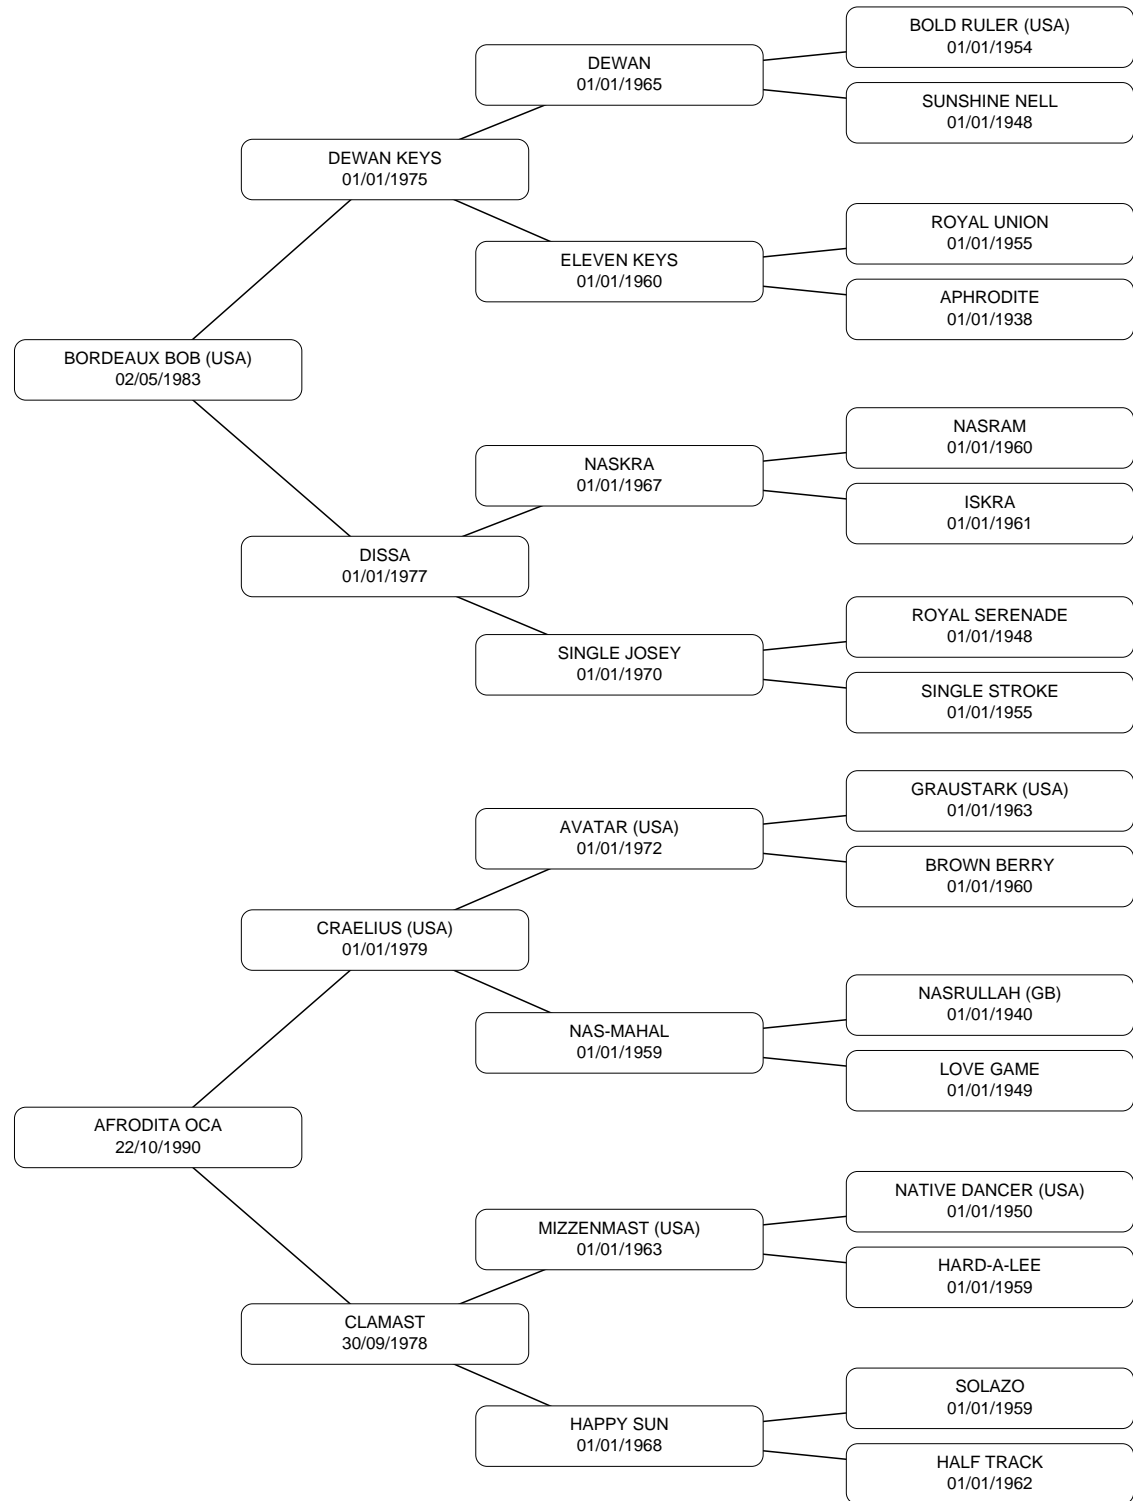 BOLD RULER (USA)
01/01/1954
DEWAN
01/01/1965
SUNSHINE NELL
01/01/1948
DEWAN KEYS
01/01/1975
ROYAL UNION
01/01/1955
ELEVEN KEYS
01/01/1960
APHRODITE
01/01/1938
BORDEAUX BOB (USA)
02/05/1983
NASRAM
01/01/1960
NASKRA
01/01/1967
ISKRA
01/01/1961
DISSA
01/01/1977
ROYAL SERENADE
01/01/1948
SINGLE JOSEY
01/01/1970
SINGLE STROKE
01/01/1955
GRAUSTARK (USA)
01/01/1963
AVATAR (USA)
01/01/1972
BROWN BERRY
01/01/1960
CRAELIUS (USA)
01/01/1979
NASRULLAH (GB)
01/01/1940
NAS-MAHAL
01/01/1959
LOVE GAME
01/01/1949
AFRODITA OCA
22/10/1990
NATIVE DANCER (USA)
01/01/1950
MIZZENMAST (USA)
01/01/1963
HARD-A-LEE
01/01/1959
CLAMAST
30/09/1978
SOLAZO
01/01/1959
HAPPY SUN
01/01/1968
HALF TRACK
01/01/1962